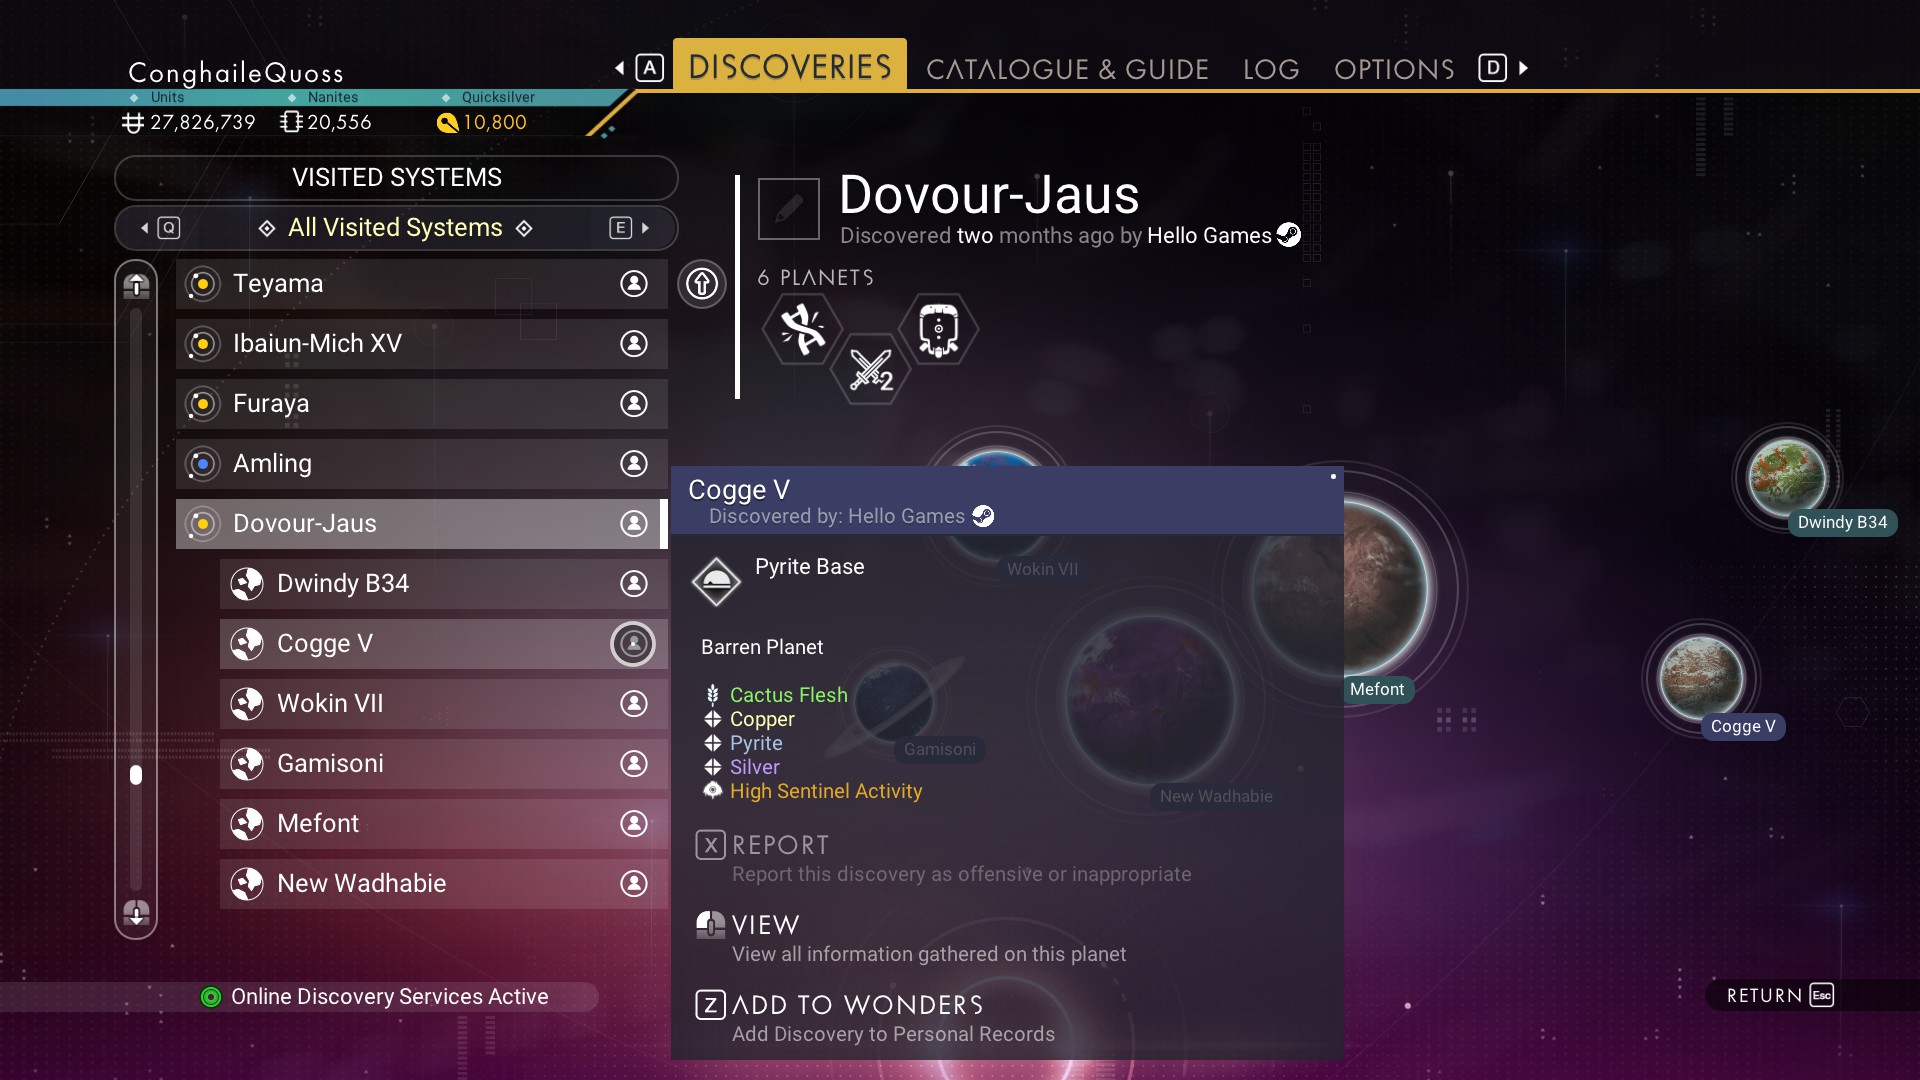 ConghaileQuoss
Units Nanites Quicksilver
27,826,739 20,556 10,800
A DISCOVERIES CATALOGUE & GUIDE LOG OPTIONS D
VISITED SYSTEMS
Q All Visited Systems E
Teyama
Ibaiun-Mich XV
Furaya
Amling
Dovour-Jaus
Dwindy B34
Cogge V
Wokin VII
Gamisoni
Mefont
New Wadhabie
Online Discovery Services Active
Dovour-Jaus
Discovered two months ago by Hello Games
6 PLANETS
2
Cogge V
Discovered by: Hello Games
Pyrite Base
Barren Planet
Cactus Flesh
Copper
Pyrite
Silver
High Sentinel Activity
X REPORT
Report this discovery as offensive or inappropriate
VIEW
View all information gathered on this planet
Z ADD TO WONDERS
Add Discovery to Personal Records
Wokin VII
Gamisoni
New Wadhabie
Mefont
Dwindy B34
Cogge V
RETURN Esc